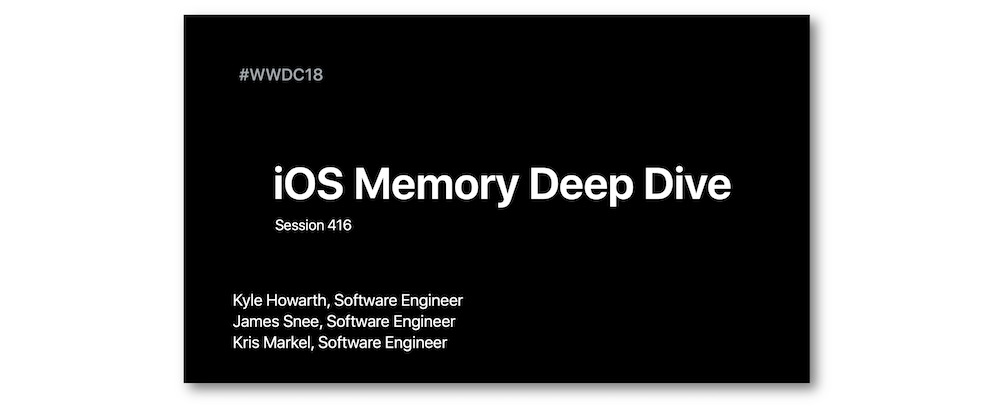 #WWDC18
iOS Memory Deep Dive
Session 416
Kyle Howarth, Software Engineer
James Snee, Software Engineer
Kris Markel, Software Engineer